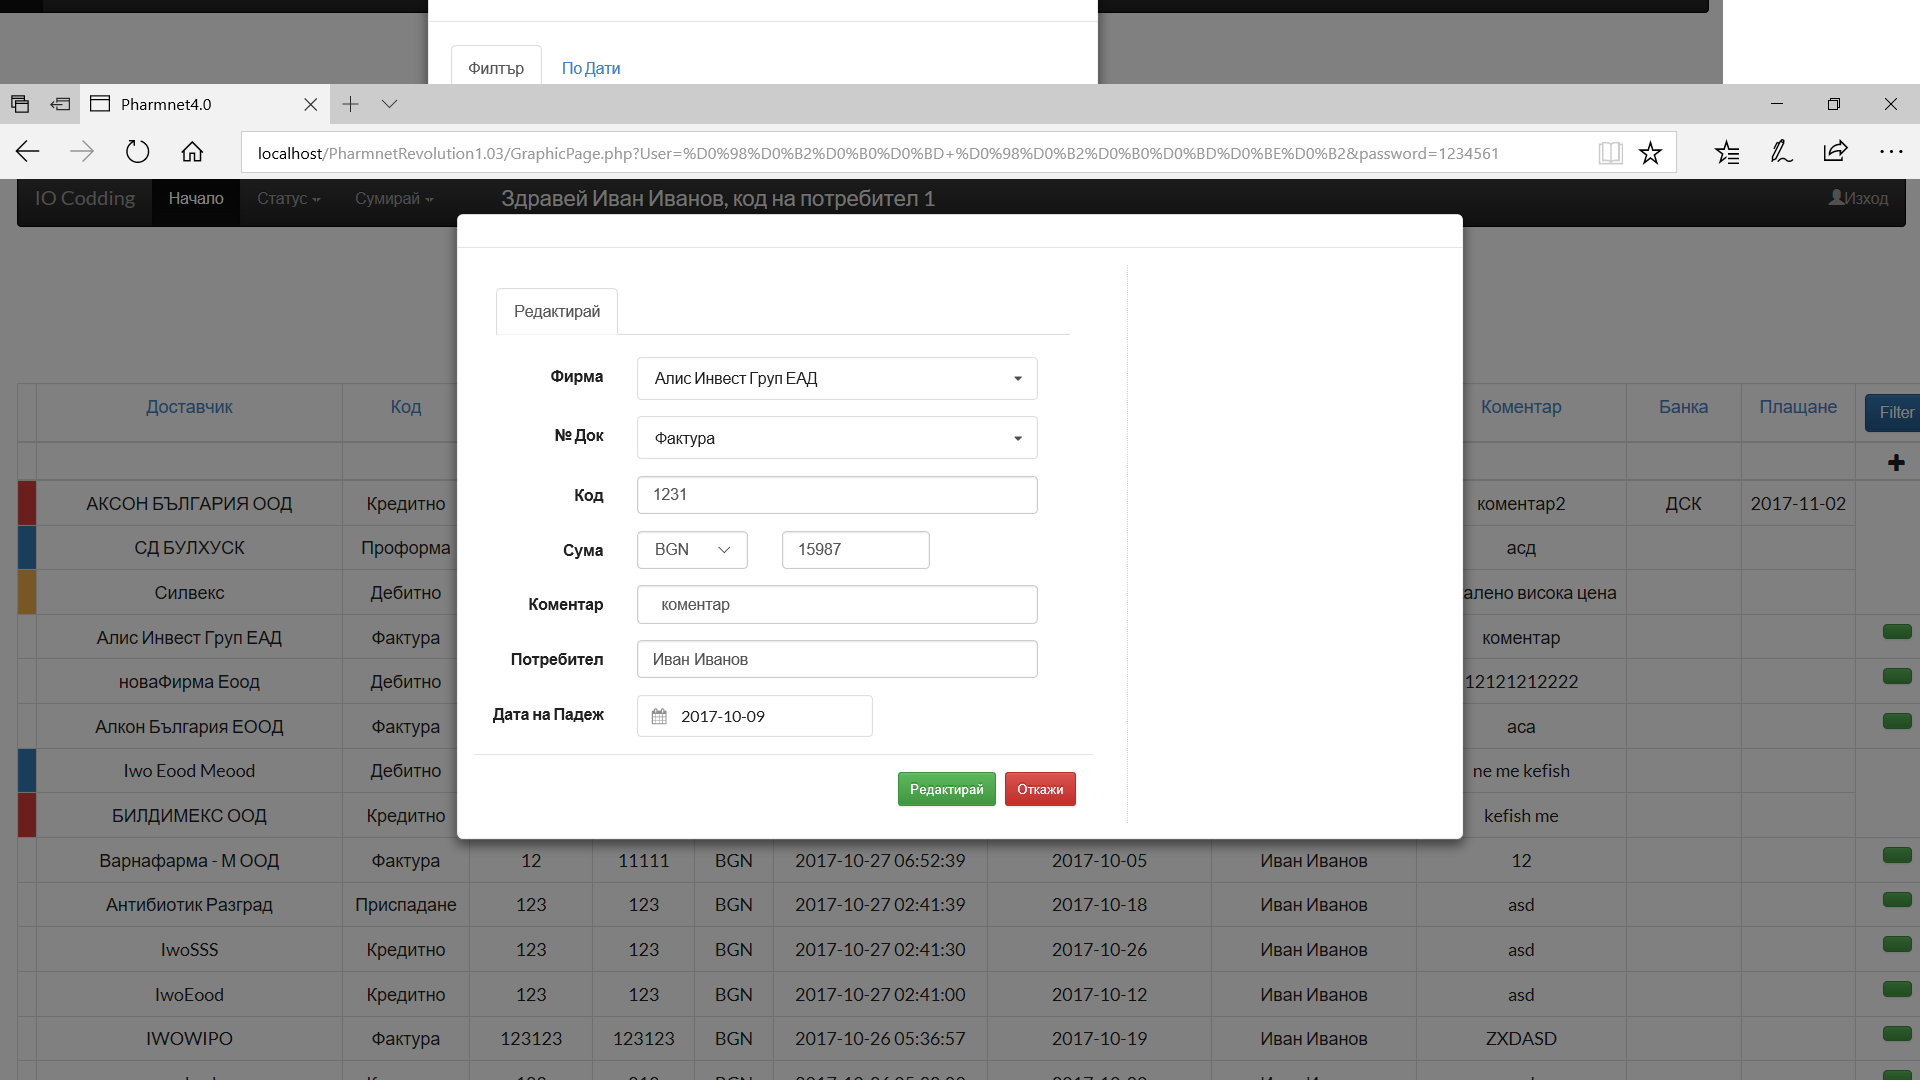 Филтър По Дати
Pharmnet4.0
localhost/PharmnetRevolution1.03/GraphicPage.php?User=%D0%98%D0%B2%D0%B0%D0%BD+%D0%98%D0%B2%D0%B0%D0%BD%D0%BE%D0%B2&password=1234561
IO Codding Начало Статус Сумирай Здравей Иван Иванов, код на потребител 1 Изход
Редактирай
Фирма Алис Инвест Груп ЕАД
№ Док Фактура
Код 1231
Сума BGN 15987
Коментар коментар
Потребител Иван Иванов
Дата на Падеж 2017-10-09
Редактирай Откажи
Доставчик Код Коментар Банка Плащане Filter
АКСОН БЪЛГАРИЯ ООД Кредитно коментар2 ДСК 2017-11-02
СД БУЛХУСК Проформа асд
Силвекс Дебитно алено висока цена
Алис Инвест Груп ЕАД Фактура коментар
новаФирма Еоод Дебитно 12121212222
Алкон България ЕООД Фактура аса
Iwo Eood Meood Дебитно ne me kefish
БИЛДИМЕКС ООД Кредитно kefish me
Варнафарма - М ООД Фактура 12 11111 BGN 2017-10-27 06:52:39 2017-10-05 Иван Иванов 12
Антибиотик Разград Приспадане 123 123 BGN 2017-10-27 02:41:39 2017-10-18 Иван Иванов asd
IwoSSS Кредитно 123 123 BGN 2017-10-27 02:41:30 2017-10-26 Иван Иванов asd
IwoEood Кредитно 123 123 BGN 2017-10-27 02:41:00 2017-10-12 Иван Иванов asd
IWOWIPO Фактура 123123 123123 BGN 2017-10-26 05:36:57 2017-10-19 Иван Иванов ZXDASD